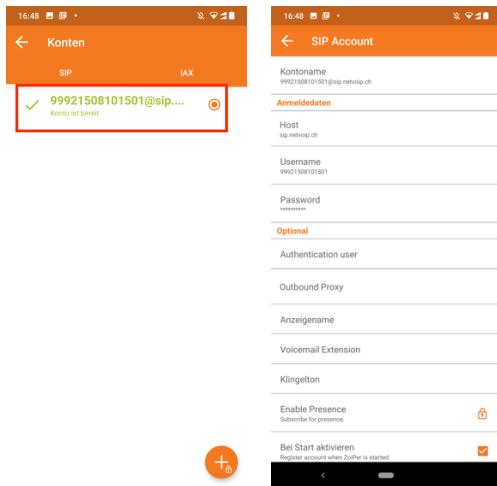 16:48
Konten
SIP
IAX
99921508101501@sip....
Konto ist bereit
16:48
SIP Account
Kontoname
99921508101501@sip.netvoip.ch
Anmeldedaten
Host
sip.netvoip.ch
Username
99921508101501
Password
**********
Optional
Authentication user
Outbound Proxy
Anzeigename
Voicemail Extension
Klingelton
Enable Presence
Subscribe for presence.
Bei Start aktivieren
Register account when ZoiPer is started.